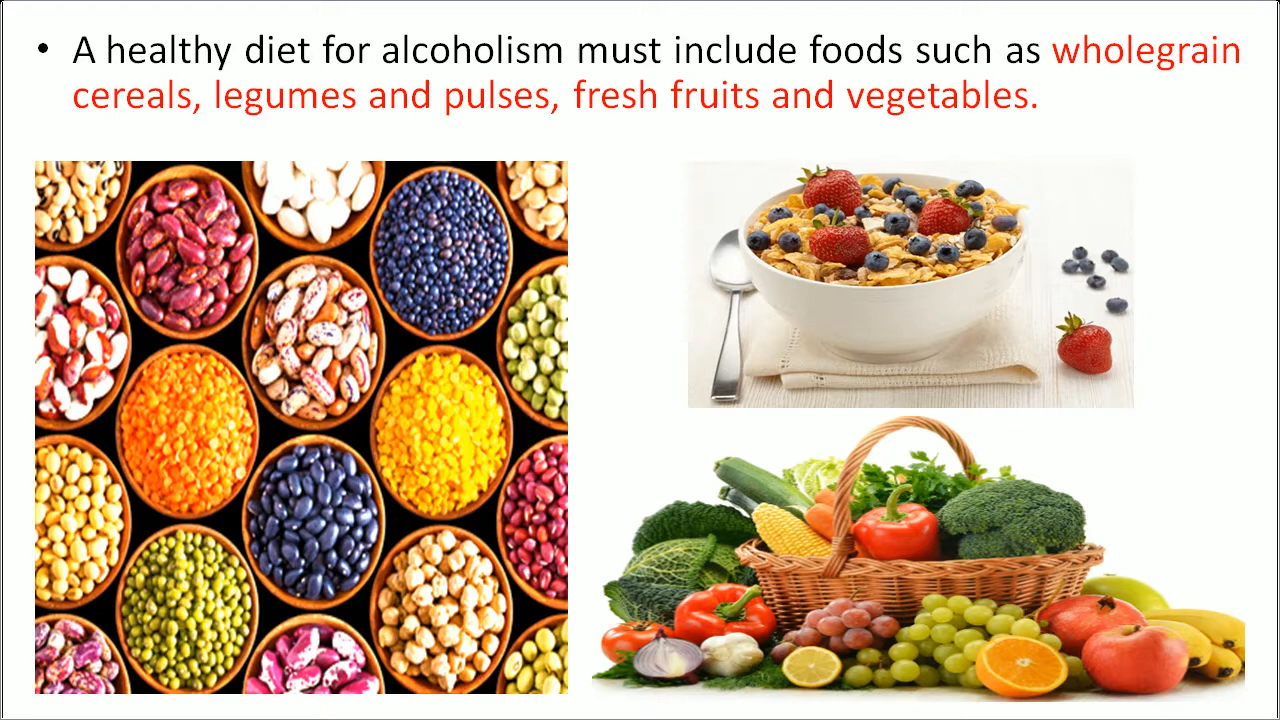 • A healthy diet for alcoholism must include foods such as wholegrain
cereals, legumes and pulses, fresh fruits and vegetables.